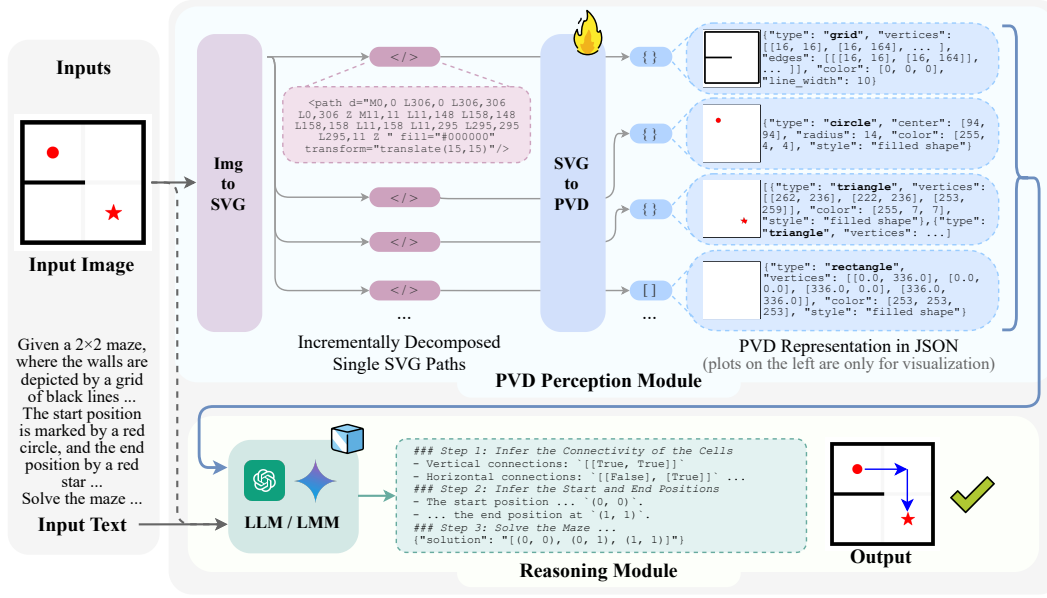 Inputs
Input Image
Given a 2×2 maze,
where the walls are
depicted by a grid
of black lines ...
The start position
is marked by a red
circle, and the end
position by a red
star ...
Solve the maze ...
Input Text
Img
to
SVG
</>
<path d="M0,0 L306,0 L306,306
L0,306 Z M11,11 L11,148 L158,148
L158,158 L11,158 L11,295 L295,295
L295,11 Z " fill="#000000"
transform="translate(15,15)"/>
</>
</>
</>
...
Incrementally Decomposed
Single SVG Paths
SVG
to
PVD
{}
{}
{}
[]
...
{"type": "grid", "vertices":
[[16, 16], [16, 164], ... ],
"edges": [[[16, 16], [16, 164]],
... ]], "color": [0, 0, 0],
"line_width": 10}
{"type": "circle", "center": [94,
94], "radius": 14, "color": [255,
4, 4], "style": "filled shape"}
[{"type": "triangle", "vertices":
[[262, 236], [222, 236], [253,
259]], "color": [255, 7, 7],
"style": "filled shape"},{"type":
"triangle", "vertices": ...]
{"type": "rectangle",
"vertices": [[0.0, 336.0], [0.0,
0.0], [336.0, 0.0], [336.0,
336.0]], "color": [253, 253,
253], "style": "filled shape"}
PVD Representation in JSON
(plots on the left are only for visualization)
PVD Perception Module
LLM / LMM
### Step 1: Infer the Connectivity of the Cells
- Vertical connections: `[[True, True]]`
- Horizontal connections: `[[False], [True]]` ...
### Step 2: Infer the Start and End Positions
- The start position ... `(0, 0)`.
- ... the end position at `(1, 1)`.
### Step 3: Solve the Maze ...
{"solution": "[(0, 0), (0, 1), (1, 1)]"}
Output
Reasoning Module